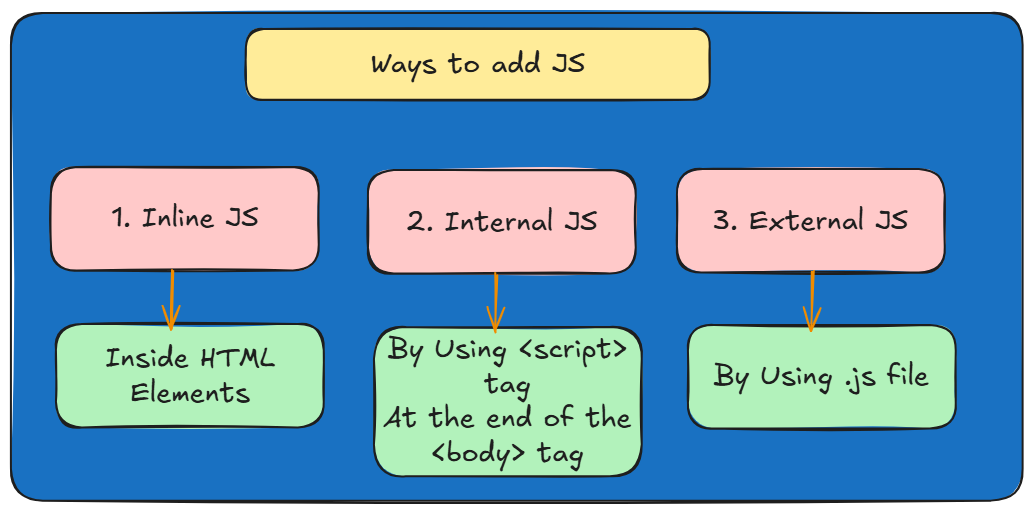 Ways to add JS
1. Inline JS
2. Internal JS
3. External JS
Inside HTML
Elements
By Using <script>
tag
At the end of the
<body> tag
By Using .js file